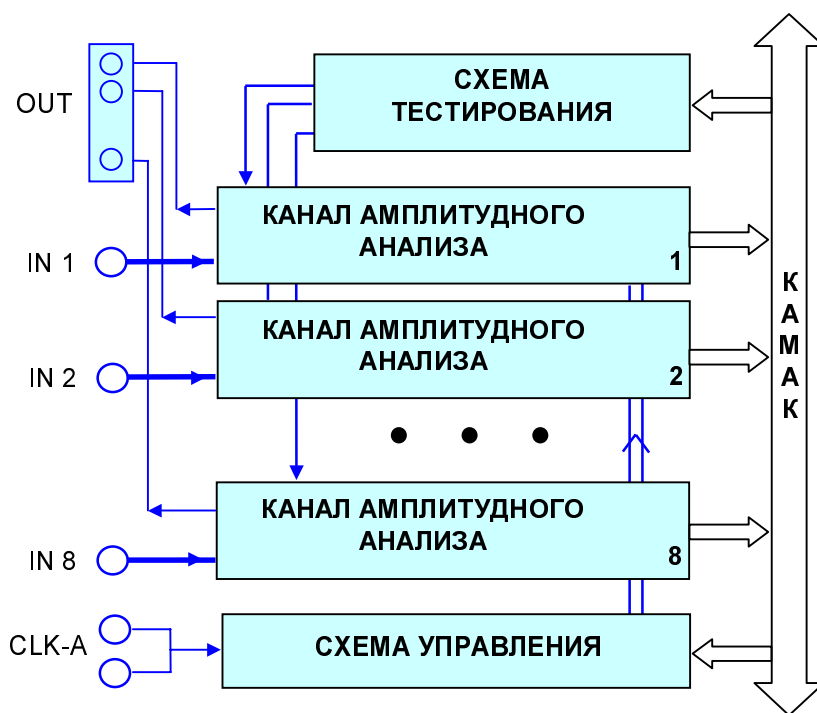 СХЕМА
ТЕСТИРОВАНИЯ
OUT
КАНАЛ АМПЛИТУДНОГО
АНАЛИЗА
1
IN 1
КАНАЛ АМПЛИТУДНОГО
АНАЛИЗА
2
IN 2
КАМАК
КАНАЛ АМПЛИТУДНОГО
АНАЛИЗА
8
IN 8
CLK-A
СХЕМА УПРАВЛЕНИЯ